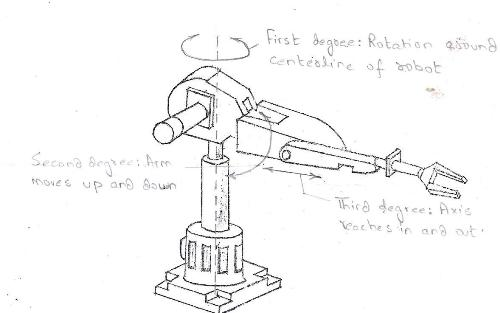 First degree: Rotation around
centerline of robot
Second degree: Arm
moves up and down
Third degree: Axis
reaches in and out